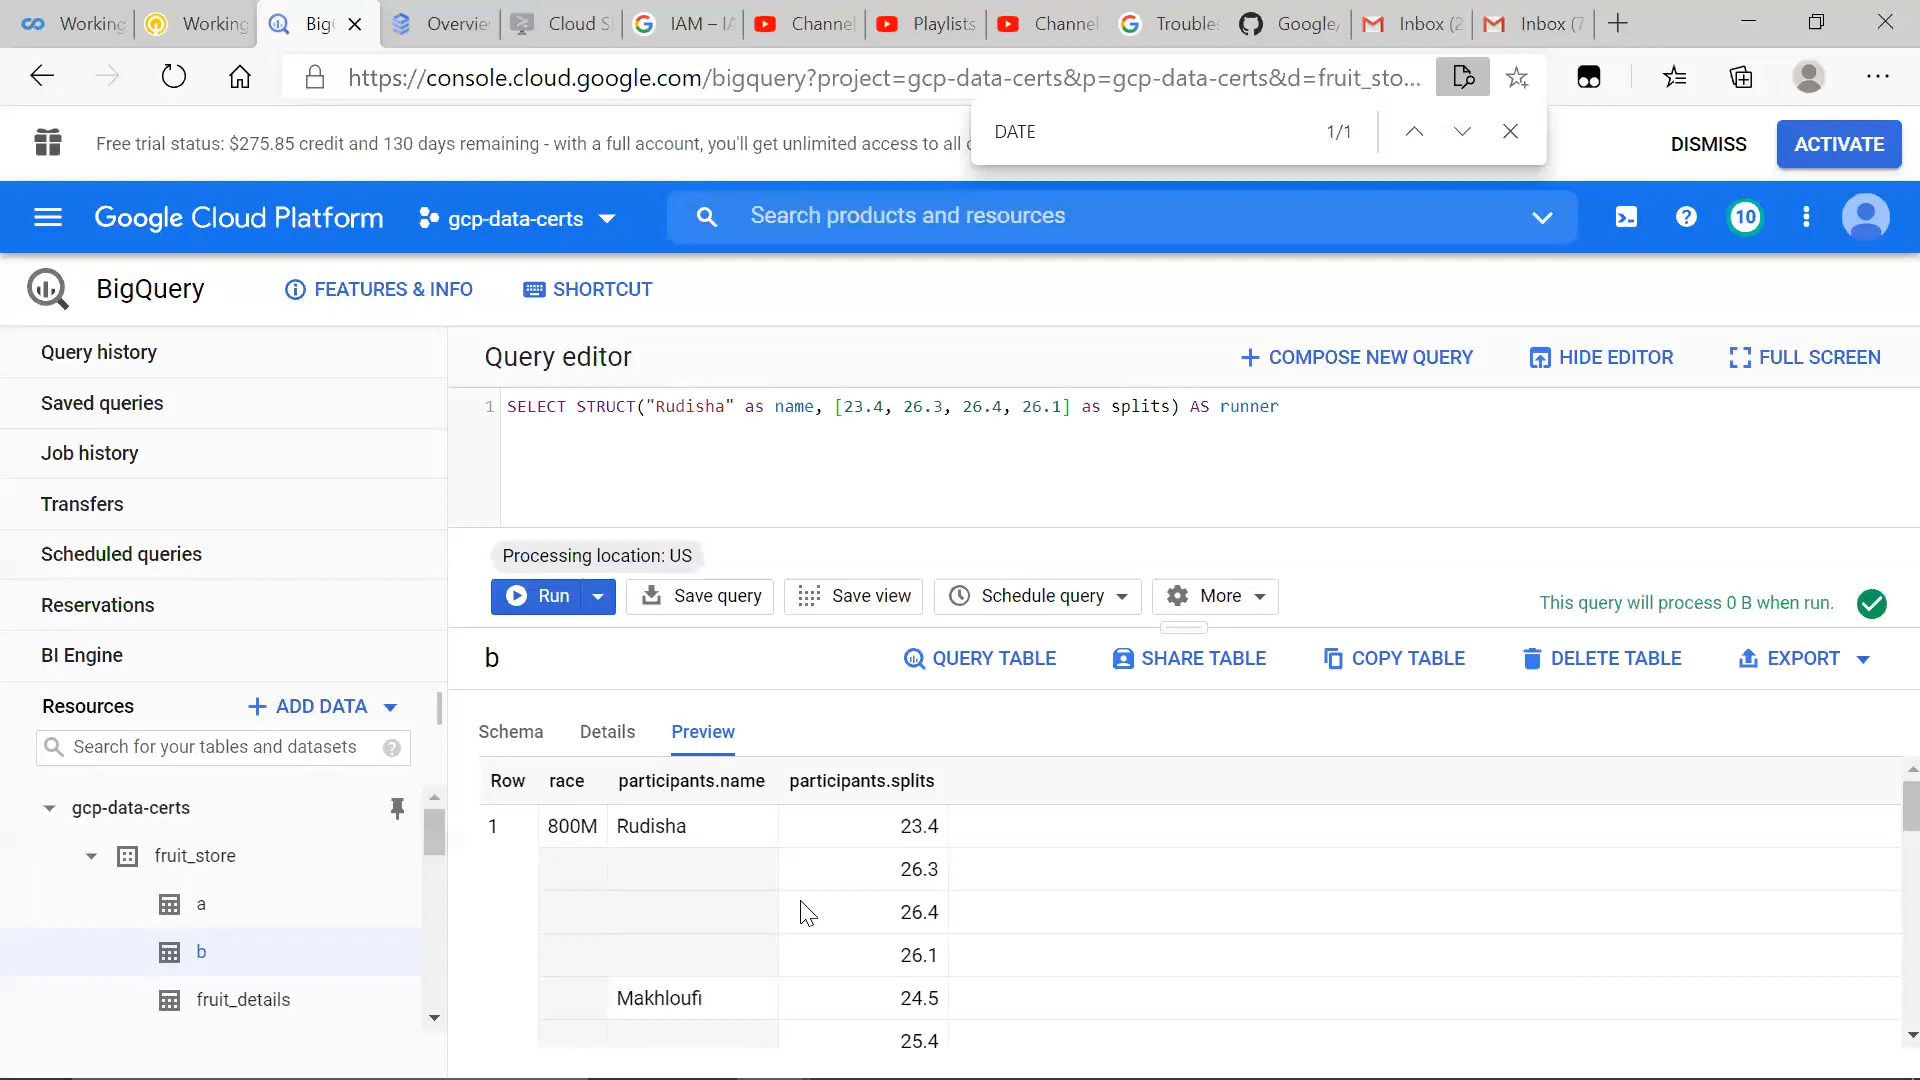 Working
Working
Big
Overvie
Cloud S
IAM – I
Channe
Playlists
Channe
Trouble
Google
Inbox (2
Inbox (7
https://console.cloud.google.com/bigquery?project=gcp-data-certs&p=gcp-data-certs&d=fruit_sto...
DATE 1/1
Free trial status: $275.85 credit and 130 days remaining - with a full account, you'll get unlimited access to all
DISMISS
ACTIVATE
Google Cloud Platform
gcp-data-certs
Search products and resources
10
BigQuery
FEATURES & INFO
SHORTCUT
Query history
Saved queries
Job history
Transfers
Scheduled queries
Reservations
BI Engine
Resources
ADD DATA
Search for your tables and datasets
gcp-data-certs
fruit_store
a
b
fruit_details
Query editor
COMPOSE NEW QUERY
HIDE EDITOR
FULL SCREEN
1 SELECT STRUCT("Rudisha" as name, [23.4, 26.3, 26.4, 26.1] as splits) AS runner
Processing location: US
Run
Save query
Save view
Schedule query
More
This query will process 0 B when run.
b
QUERY TABLE
SHARE TABLE
COPY TABLE
DELETE TABLE
EXPORT
Schema
Details
Preview
Row race participants.name participants.splits
1 800M Rudisha 23.4
26.3
26.4
26.1
Makhloufi 24.5
25.4